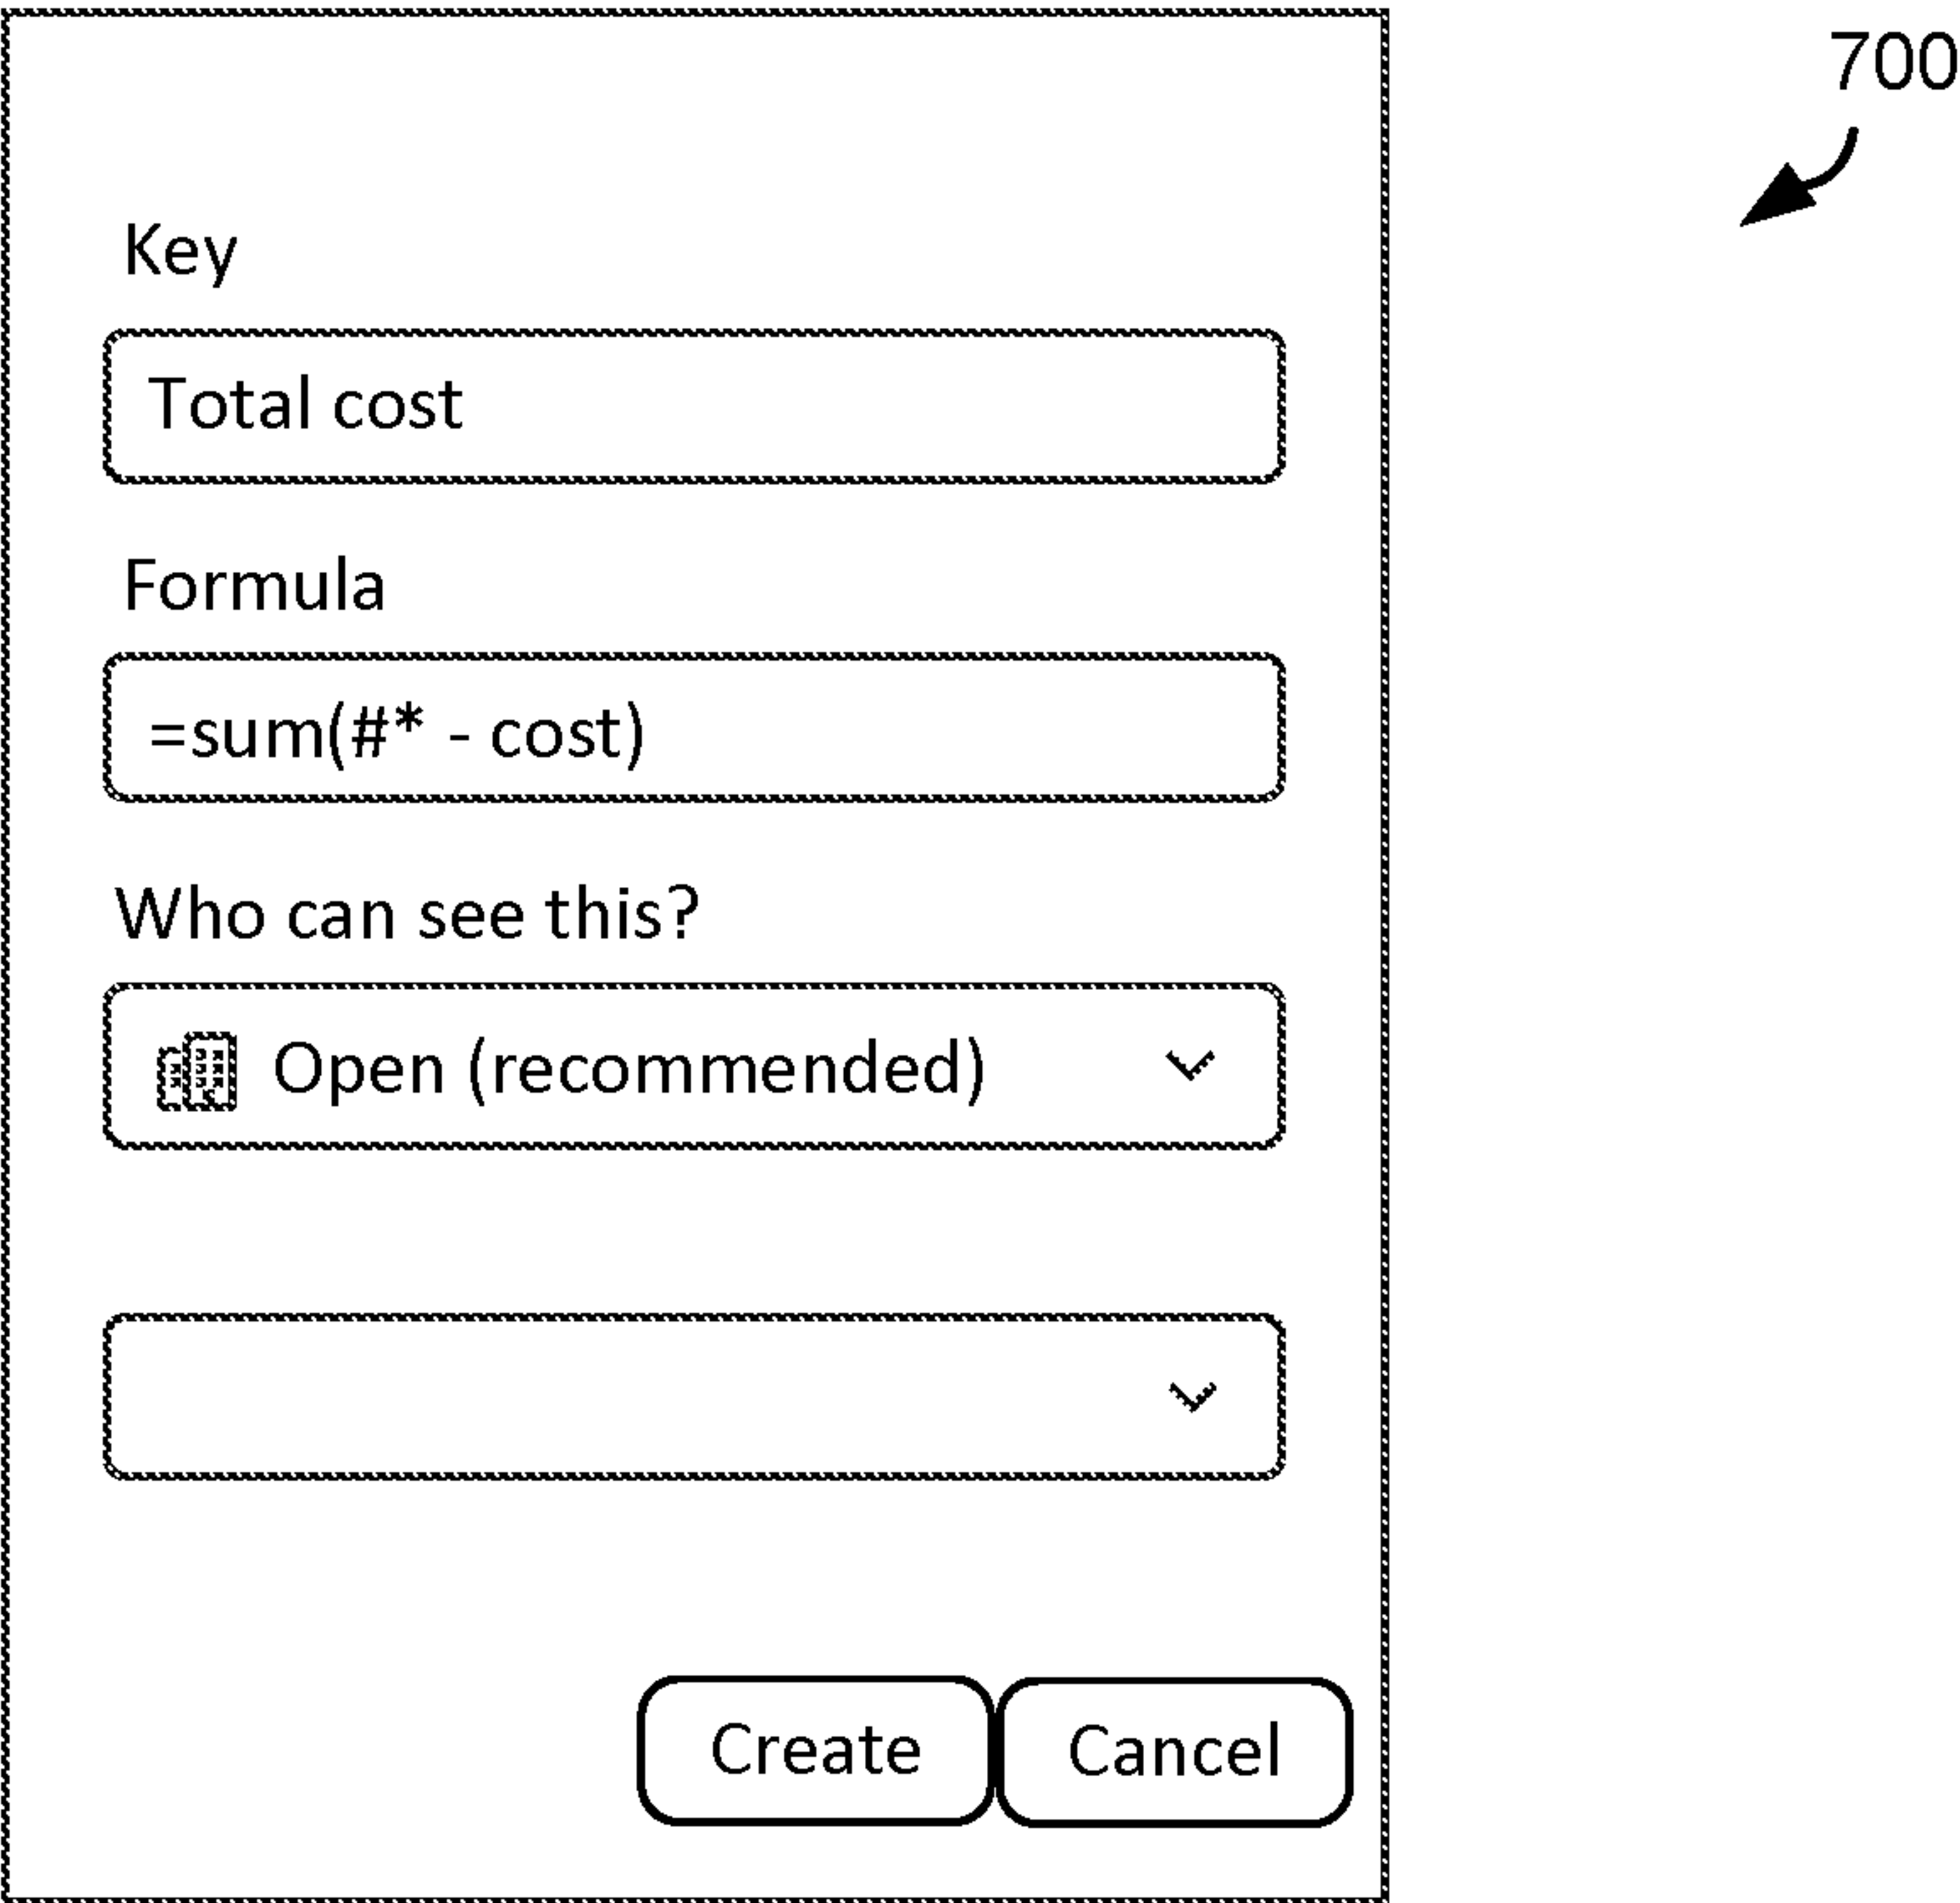 700
Key
Total cost
Formula
=sum(#* - cost)
Who can see this?
Open (recommended)
Create
Cancel